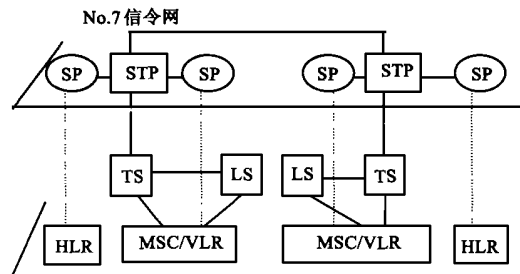 No.7信令网
SP STP SP SP STP SP
TS LS LS TS
HLR MSC/VLR MSC/VLR HLR